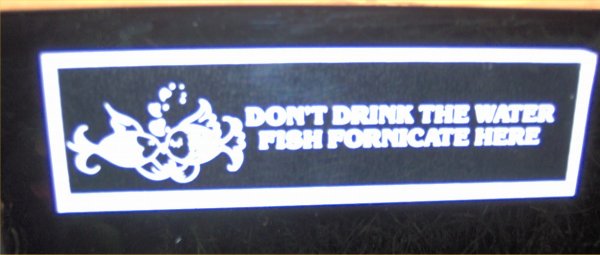 DON'T DRINK THE WATER
FISH FORNICATE HERE